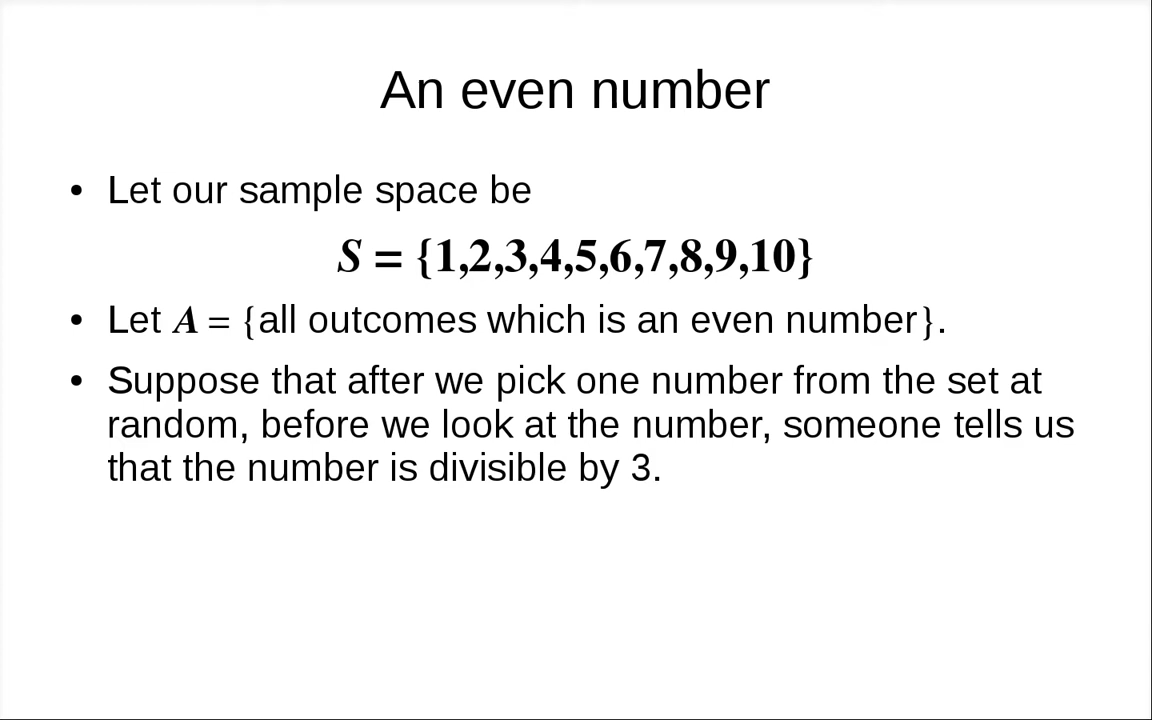 An even number
• Let our sample space be
S = {1,2,3,4,5,6,7,8,9,10}
• Let A = {all outcomes which is an even number}.
• Suppose that after we pick one number from the set at
random, before we look at the number, someone tells us
that the number is divisible by 3.